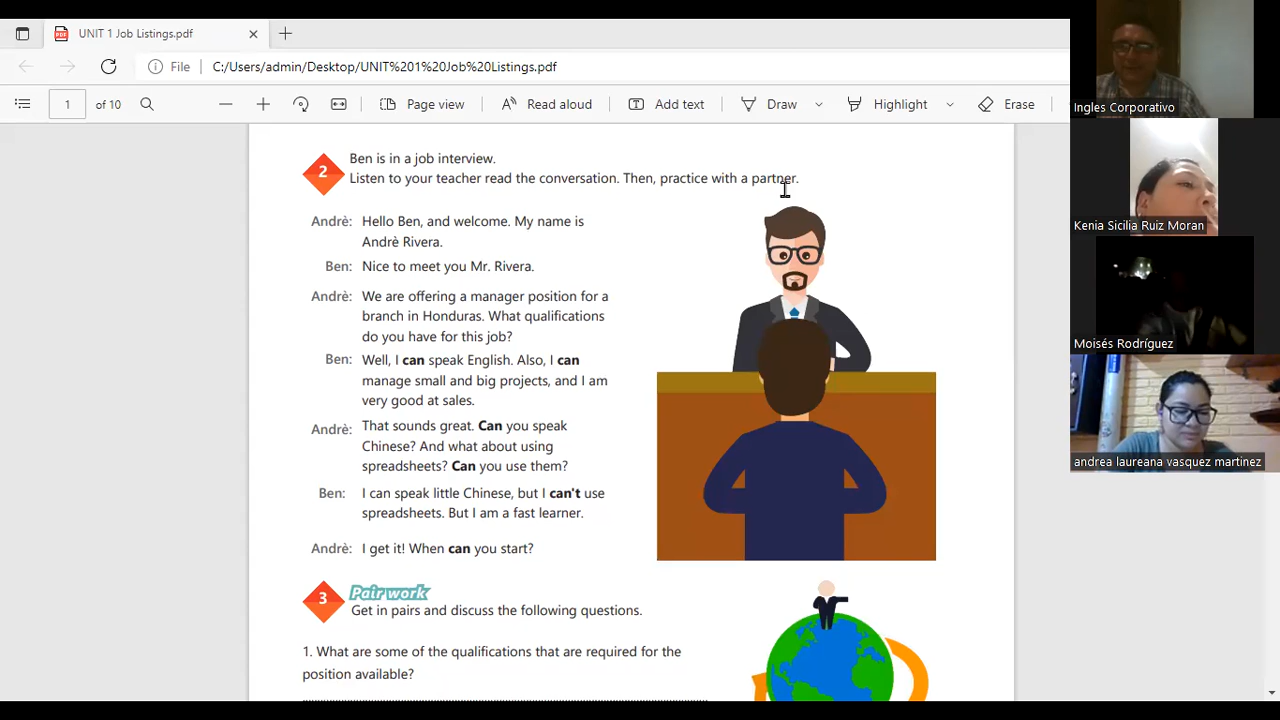 UNIT 1 Job Listings.pdf
File C:/Users/admin/Desktop/UNIT%201%20Job%20Listings.pdf
1 of 10 Page view Read aloud Add text Draw Highlight Erase
2
Ben is in a job interview.
Listen to your teacher read the conversation. Then, practice with a partner.
Andrè: Hello Ben, and welcome. My name is
Andrè Rivera.
Ben: Nice to meet you Mr. Rivera.
Andrè: We are offering a manager position for a
branch in Honduras. What qualifications
do you have for this job?
Ben: Well, I can speak English. Also, I can
manage small and big projects, and I am
very good at sales.
Andrè: That sounds great. Can you speak
Chinese? And what about using
spreadsheets? Can you use them?
Ben: I can speak little Chinese, but I can't use
spreadsheets. But I am a fast learner.
Andrè: I get it! When can you start?
3
Pair work
Get in pairs and discuss the following questions.
1. What are some of the qualifications that are required for the
position available?
Ingles Corporativo
Kenia Sicilia Ruiz Moran
Moisés Rodríguez
andrea laureana vasquez martinez